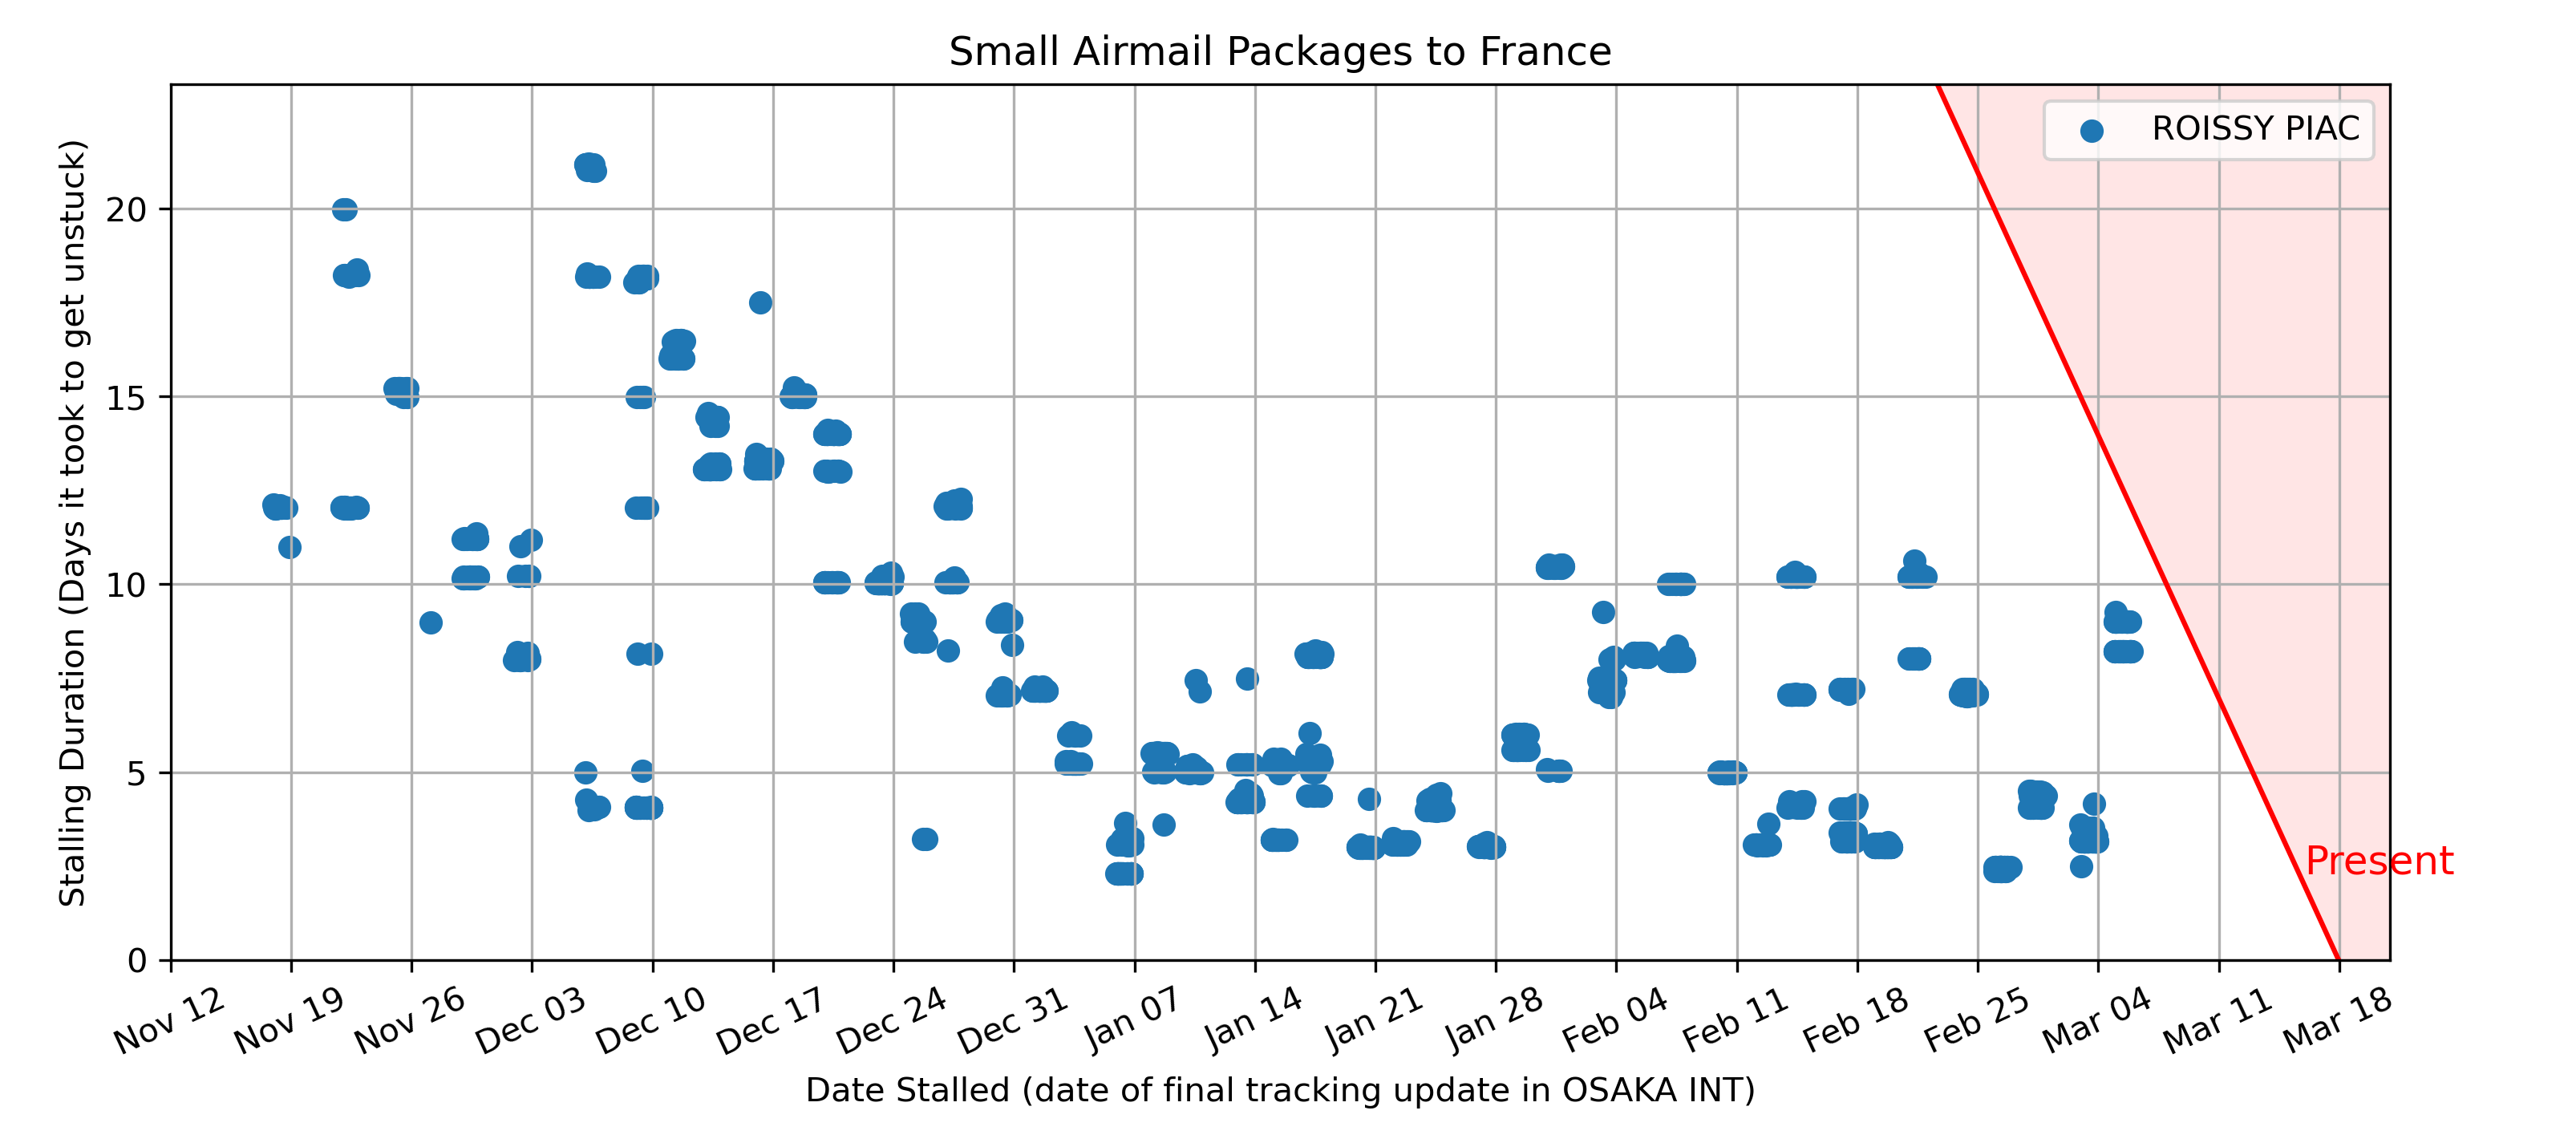 Small Airmail Packages to France
ROISSY PIAC
Stalling Duration (Days it took to get unstuck)
20
15
10
5
0
Present
Nov 12 Nov 19 Nov 26 Dec 03 Dec 10 Dec 17 Dec 24 Dec 31 Jan 07 Jan 14 Jan 21 Jan 28 Feb 04 Feb 11 Feb 18 Feb 25 Mar 04 Mar 11 Mar 18
Date Stalled (date of final tracking update in OSAKA INT)